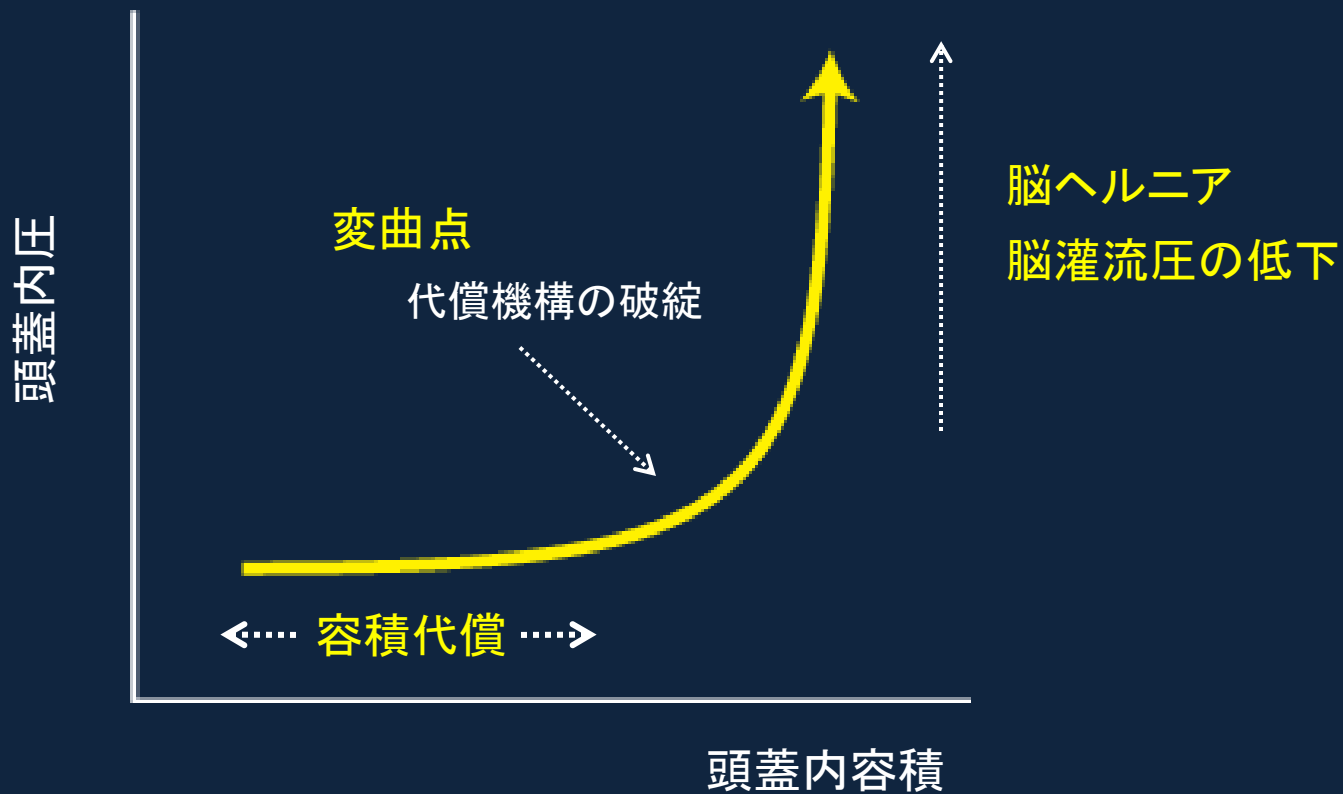 頭蓋内圧
変曲点
代償機構の破綻
脳ヘルニア
脳灌流圧の低下
容積代償
頭蓋内容積